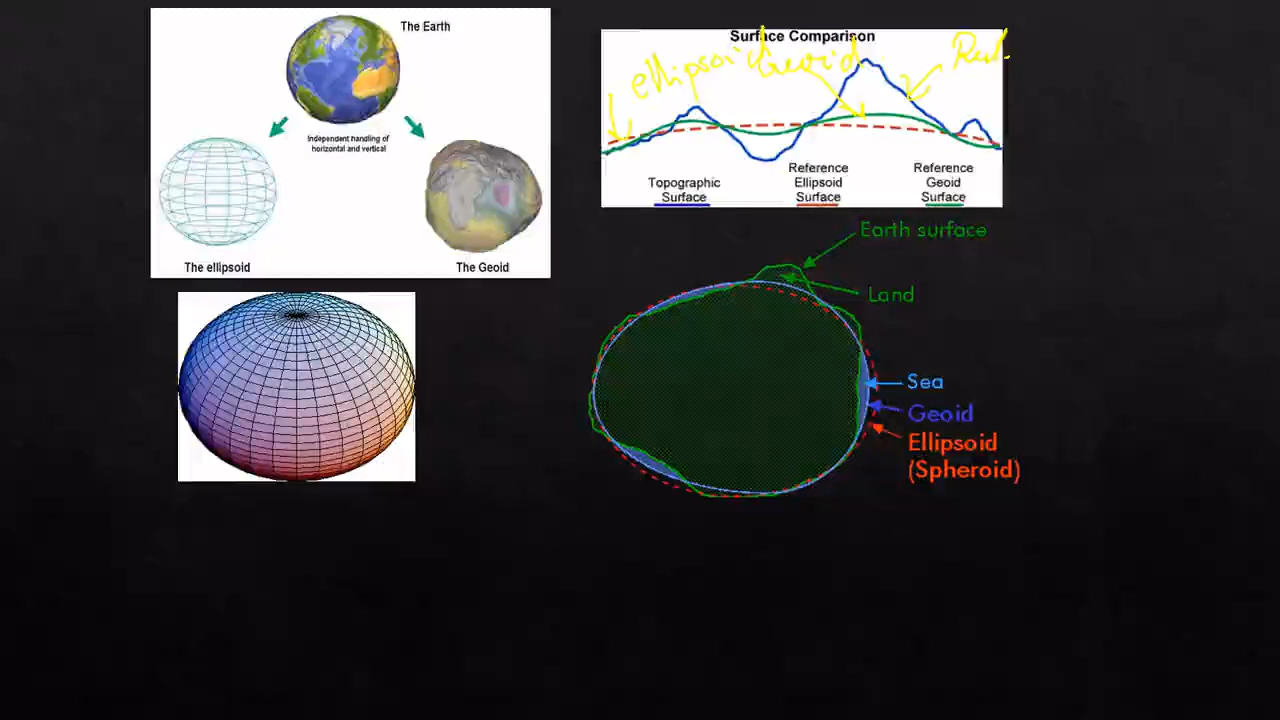 The Earth
Independent handling of
horizontal and vertical
The ellipsoid
The Geoid
Surface Comparison
ellipsoid
Geoid
Topographic
Surface
Reference
Ellipsoid
Surface
Reference
Geoid
Surface
Earth surface
Land
Sea
Geoid
Ellipsoid
(Spheroid)